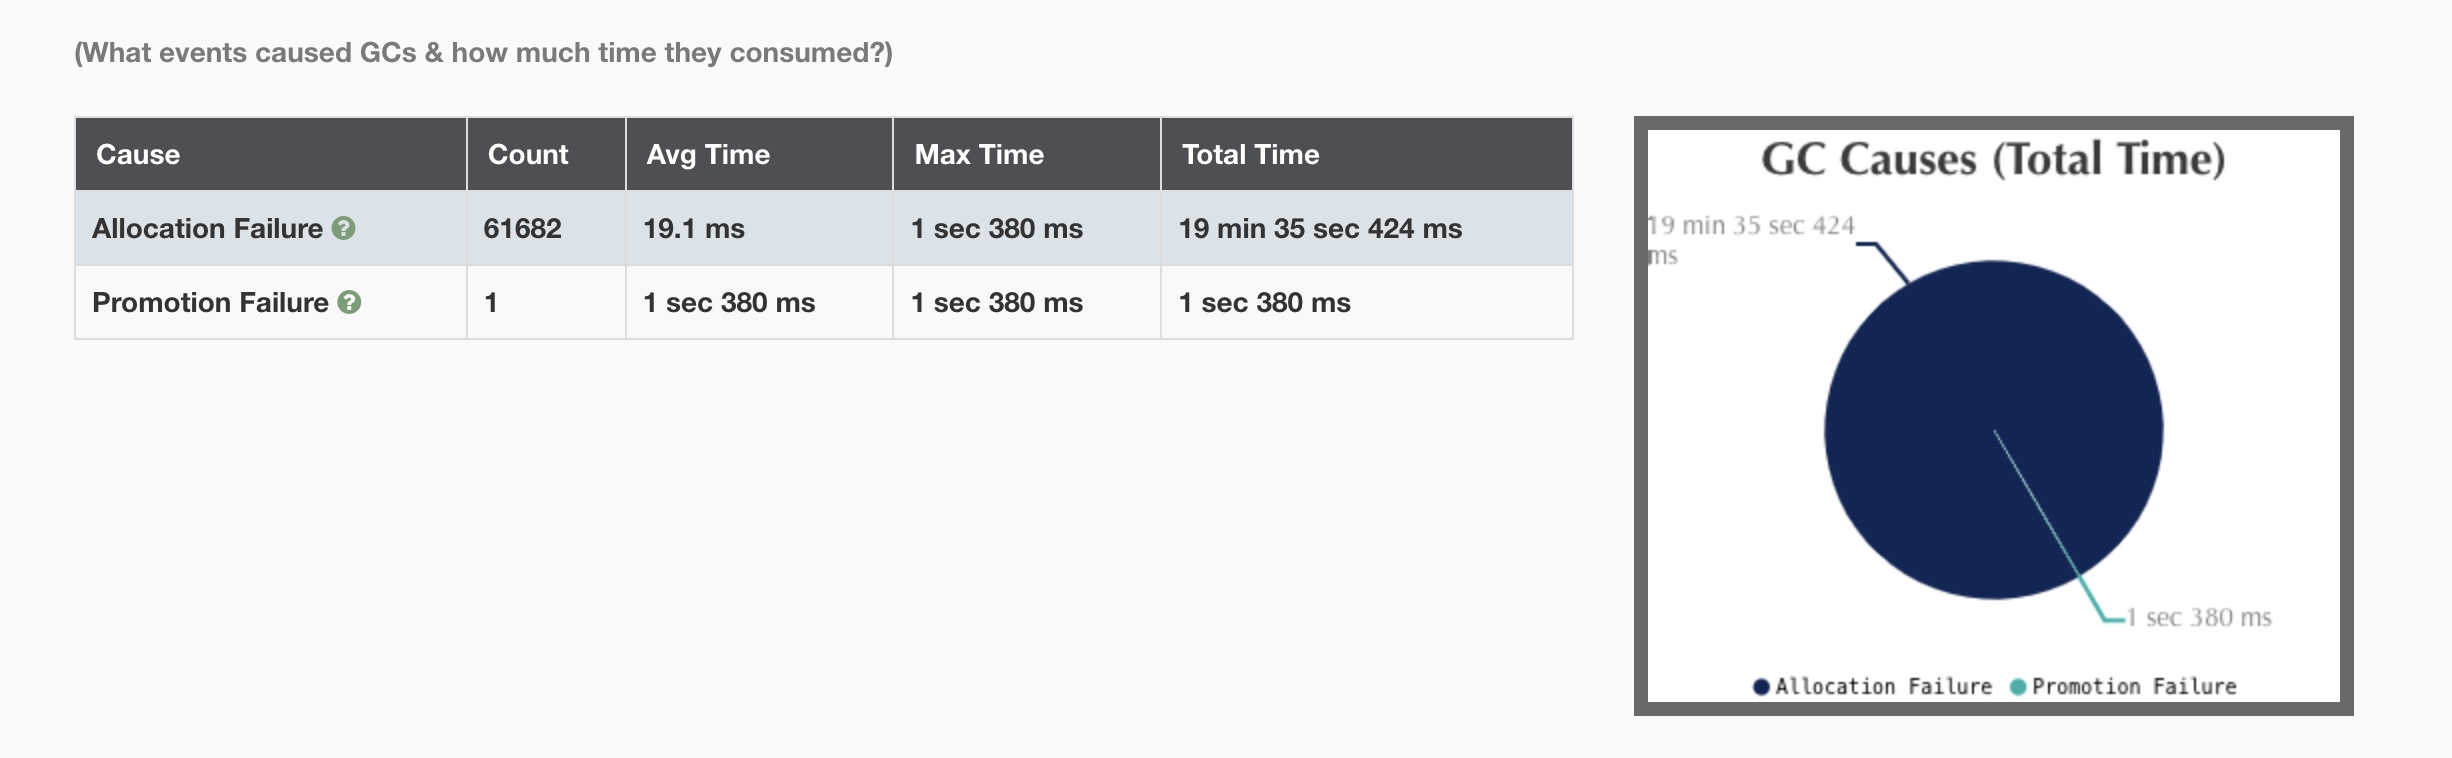 (What events caused GCs & how much time they consumed?)
Cause Count Avg Time Max Time Total Time
Allocation Failure ? 61682 19.1 ms 1 sec 380 ms 19 min 35 sec 424 ms
Promotion Failure ? 1 1 sec 380 ms 1 sec 380 ms 1 sec 380 ms
GC Causes (Total Time)
19 min 35 sec 424
ms
1 sec 380 ms
Allocation Failure Promotion Failure